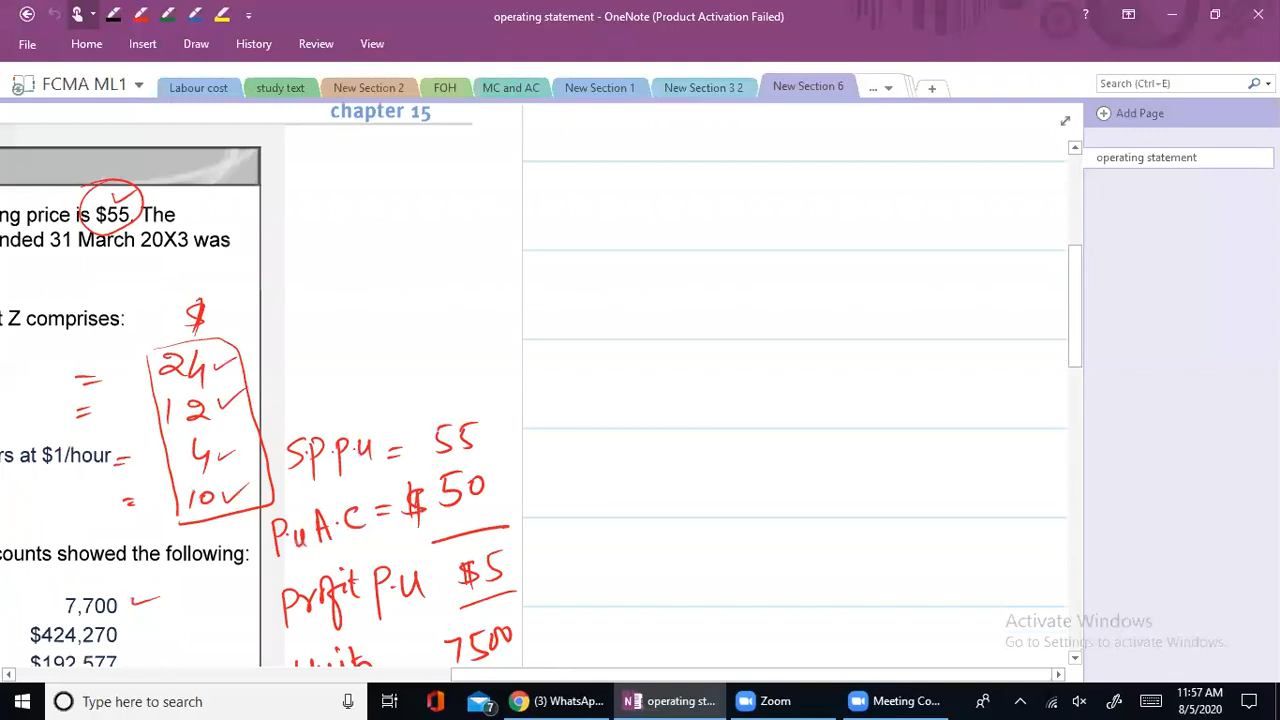 operating statement - OneNote (Product Activation Failed)
File Home Insert Draw History Review View
FCMA ML1
Labour cost study text New Section 2 FOH MC and AC New Section 1 New Section 3 2 New Section 6 ...
Search (Ctrl+E)
Add Page
operating statement
chapter 15
ng price is $55. The
nded 31 March 20X3 was
$
t Z comprises:
= 24
= 12
rs at $1/hour = 4
= 10
S.P.P.U = 55
P.U A.C = $50
Profit P.U $5
7500
counts showed the following:
7,700
$424,270
$192,577
Activate Windows
Go to Settings to activate Windows.
Type here to search
7
(3) WhatsApp...
operating st...
Zoom
Meeting Co...
11:57 AM
8/5/2020